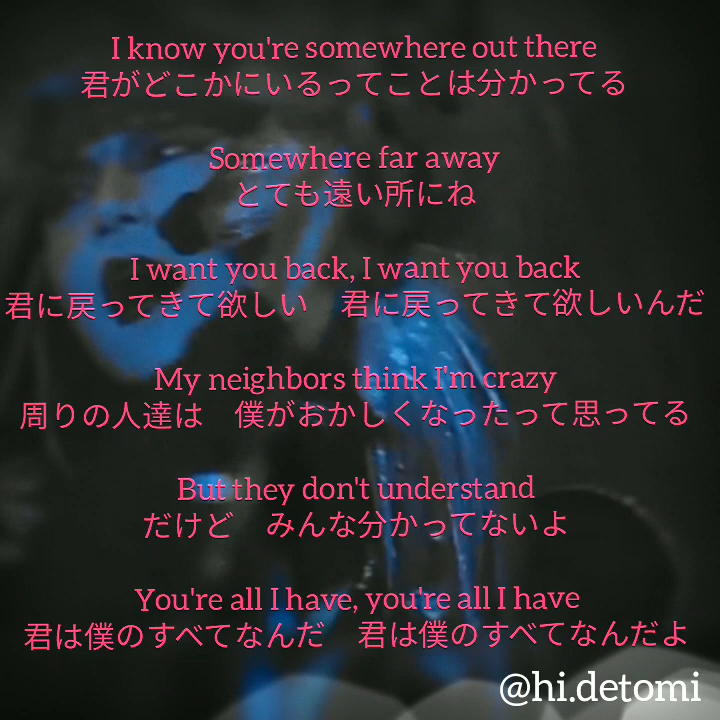 I know you're somewhere out there
君がどこかにいるってことは分かってる
Somewhere far away
とても遠い所にね
I want you back, I want you back
君に戻ってきて欲しい　君に戻ってきて欲しいんだ
My neighbors think I'm crazy
周りの人達は　僕がおかしくなったって思ってる
But they don't understand
だけど　みんな分かってないよ
You're all I have, you're all I have
君は僕のすべてなんだ　君は僕のすべてなんだよ
@hi.detomi